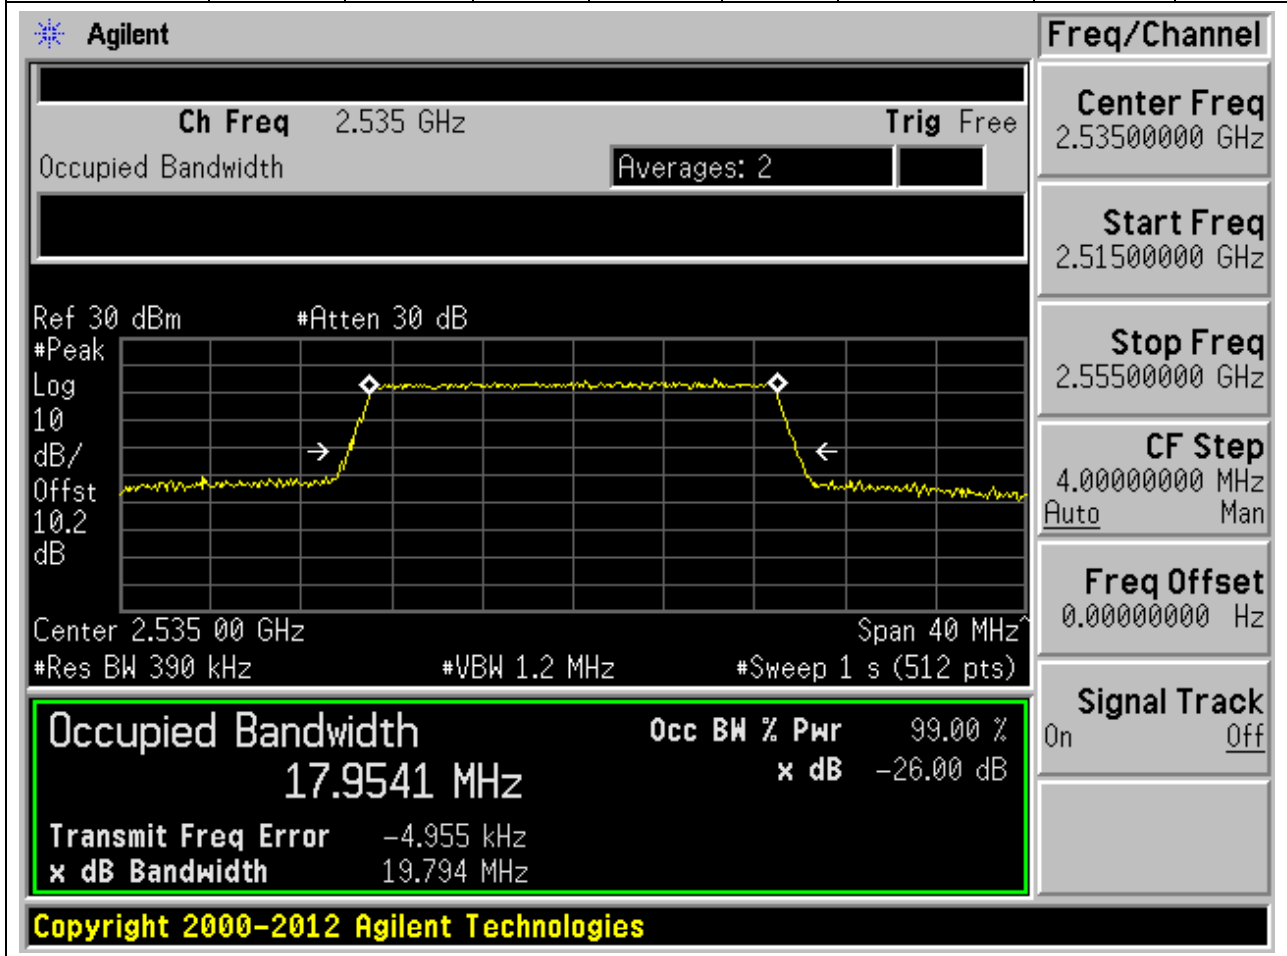 Agilent
Freq/Channel
Ch Freq 2.535 GHz Trig Free
Occupied Bandwidth Averages: 2
Center Freq
2.53500000 GHz
Start Freq
2.51500000 GHz
Stop Freq
2.55500000 GHz
CF Step
4.00000000 MHz
Auto Man
Freq Offset
0.00000000 Hz
Signal Track
On Off
Ref 30 dBm #Atten 30 dB
#Peak
Log
10
dB/
Offst
10.2
dB
Center 2.535 00 GHz Span 40 MHz^
#Res BW 390 kHz #VBW 1.2 MHz #Sweep 1 s (512 pts)
Occupied Bandwidth Occ BW % Pwr 99.00 %
17.9541 MHz x dB -26.00 dB
Transmit Freq Error -4.955 kHz
x dB Bandwidth 19.794 MHz
Copyright 2000-2012 Agilent Technologies